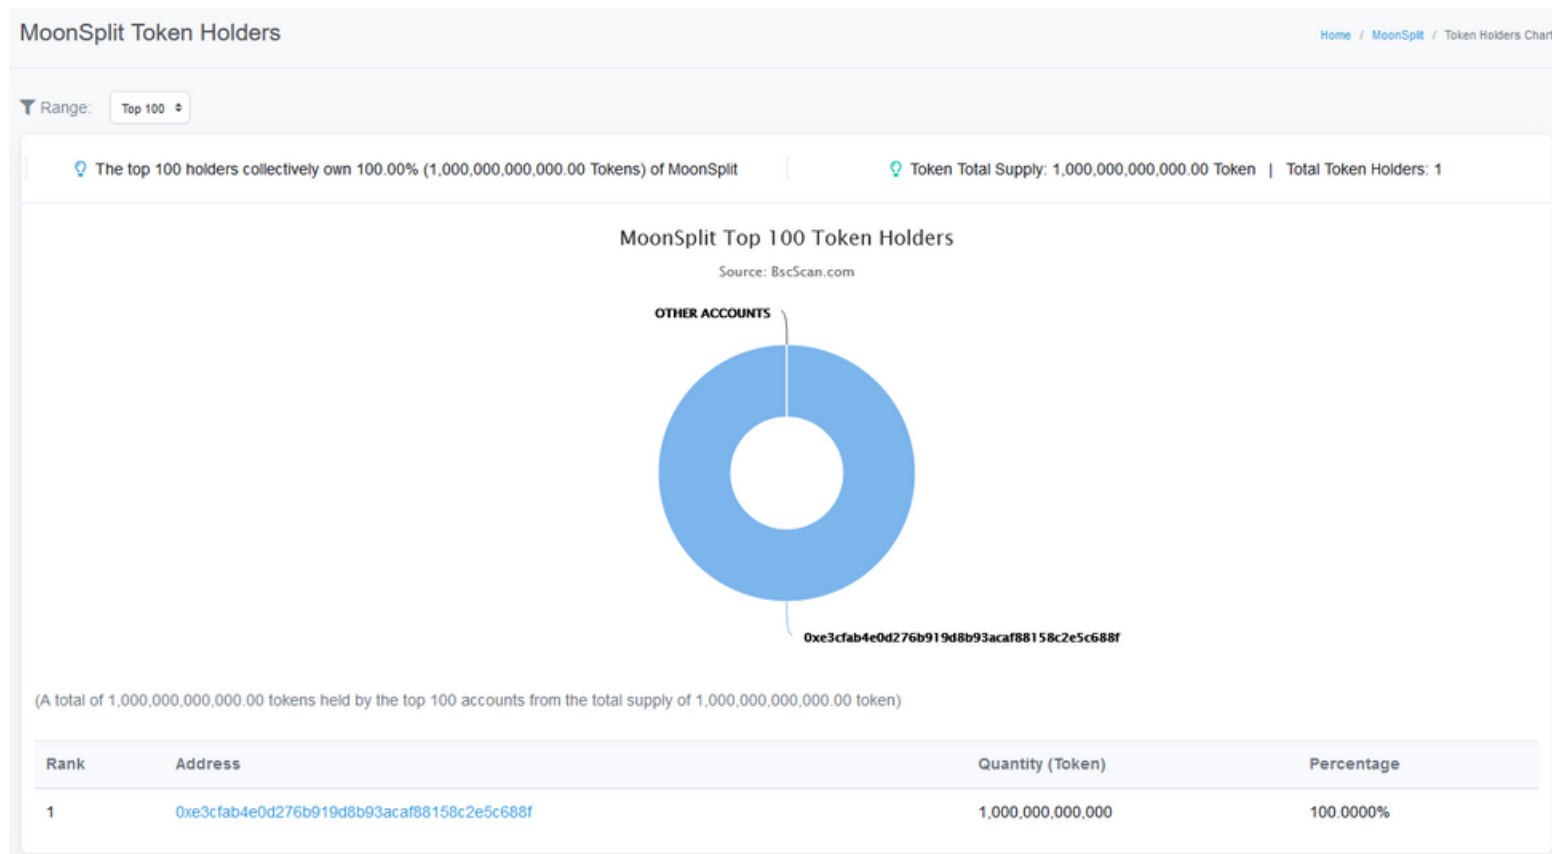 MoonSplit Token Holders
Home / MoonSplit / Token Holders Chart
Range: Top 100
The top 100 holders collectively own 100.00% (1,000,000,000,000.00 Tokens) of MoonSplit
Token Total Supply: 1,000,000,000,000.00 Token | Total Token Holders: 1
MoonSplit Top 100 Token Holders
Source: BscScan.com
OTHER ACCOUNTS
0xe3cfab4e0d276b919d8b93acaf88158c2e5c688f
(A total of 1,000,000,000,000.00 tokens held by the top 100 accounts from the total supply of 1,000,000,000,000.00 token)
Rank Address Quantity (Token) Percentage
1 0xe3cfab4e0d276b919d8b93acaf88158c2e5c688f 1,000,000,000,000 100.0000%